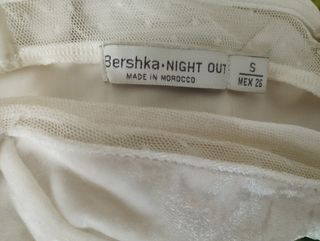 Bershka•NIGHT OUT
MADE IN MOROCCO
S
MEX 26